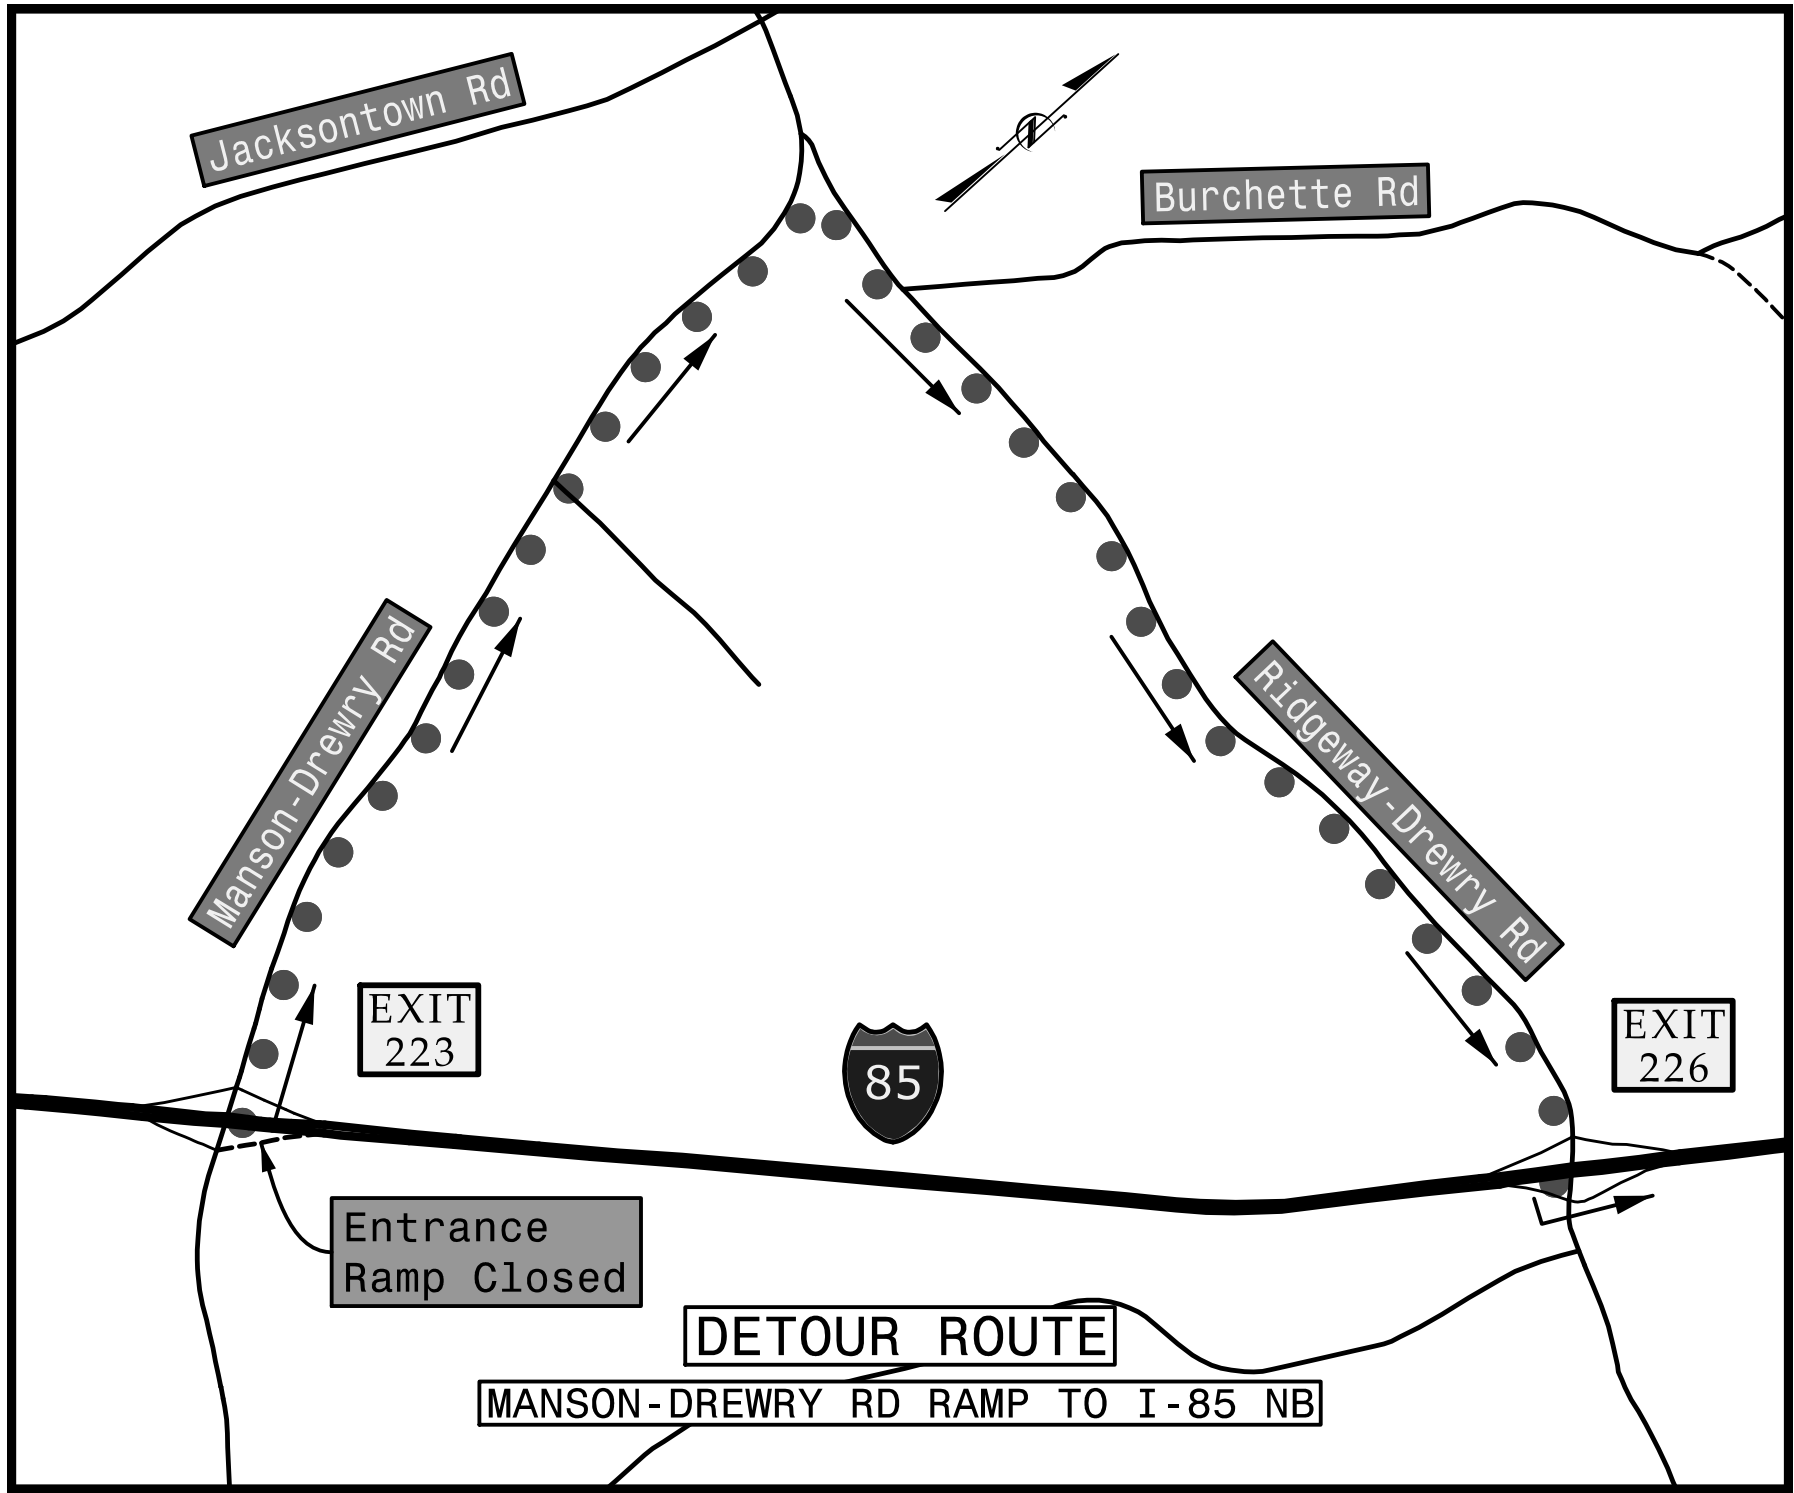 Jacksontown Rd
Burchette Rd
N
Manson-Drewry Rd
Ridgeway-Drewry Rd
EXIT
223
85
EXIT
226
Entrance
Ramp Closed
DETOUR ROUTE
MANSON-DREWRY RD RAMP TO I-85 NB